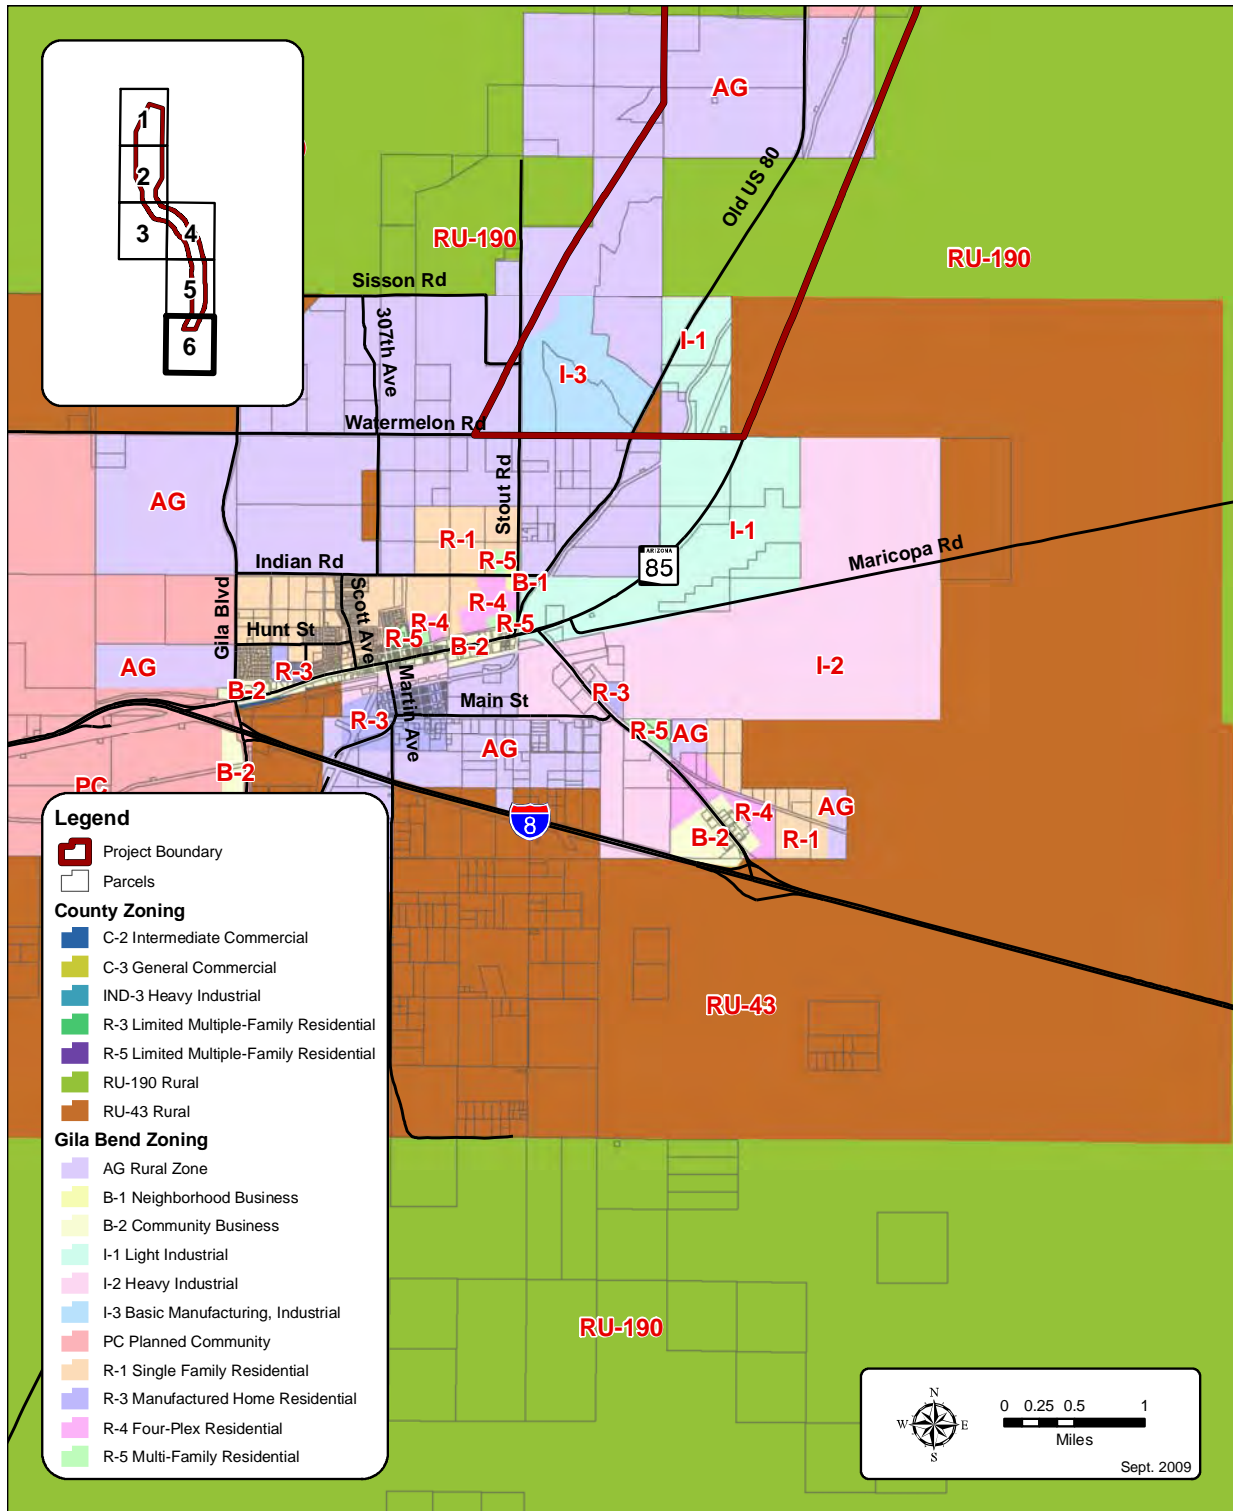 1
2
3
4
5
6
AG
Old US 80
RU-190
RU-190
Sisson Rd
307th Ave
I-1
I-3
Watermelon Rd
AG
Stout Rd
R-1
I-1
ARIZONA
85
Maricopa Rd
Indian Rd
R-5
B-1
Gila Blvd
Scott Ave
R-4
R-4
R-5
Hunt St
R-5
B-2
AG
R-3
I-2
B-2
Martin Ave
Main St
R-3
R-3
R-5
AG
AG
B-2
PC
8
AG
R-4
B-2
R-1
RU-43
RU-190
Legend
Project Boundary
Parcels
County Zoning
C-2 Intermediate Commercial
C-3 General Commercial
IND-3 Heavy Industrial
R-3 Limited Multiple-Family Residential
R-5 Limited Multiple-Family Residential
RU-190 Rural
RU-43 Rural
Gila Bend Zoning
AG Rural Zone
B-1 Neighborhood Business
B-2 Community Business
I-1 Light Industrial
I-2 Heavy Industrial
I-3 Basic Manufacturing, Industrial
PC Planned Community
R-1 Single Family Residential
R-3 Manufactured Home Residential
R-4 Four-Plex Residential
R-5 Multi-Family Residential
N
W E
S
0 0.25 0.5 1
Miles
Sept. 2009